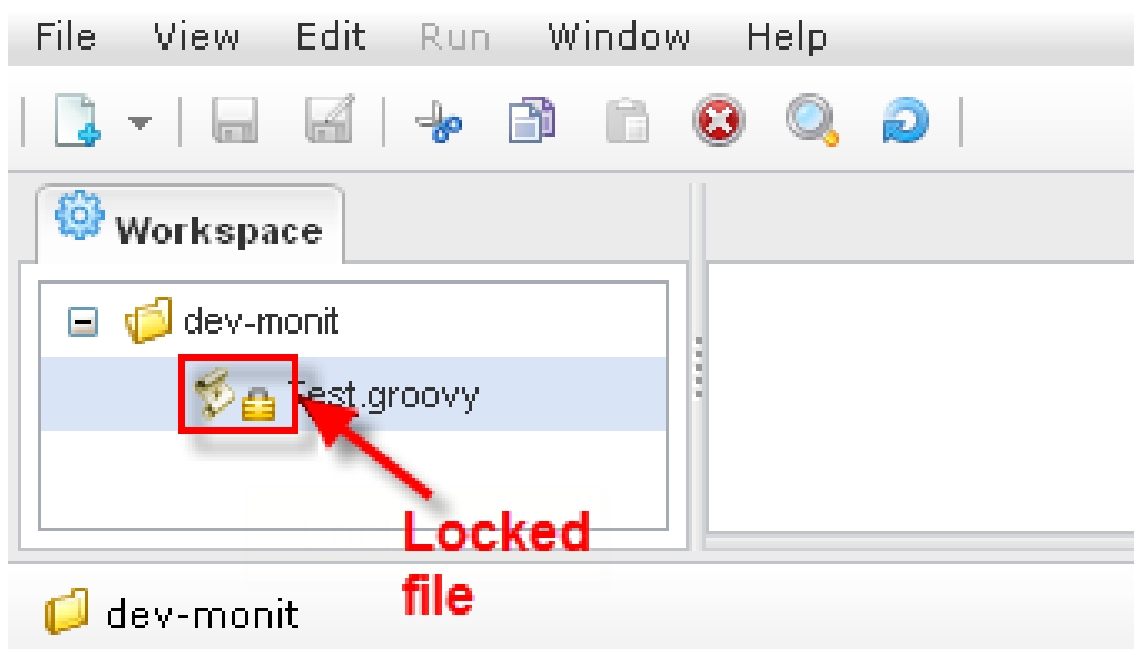 File View Edit Run Window Help
Workspace
dev-monit
Test.groovy
Locked
file
dev-monit